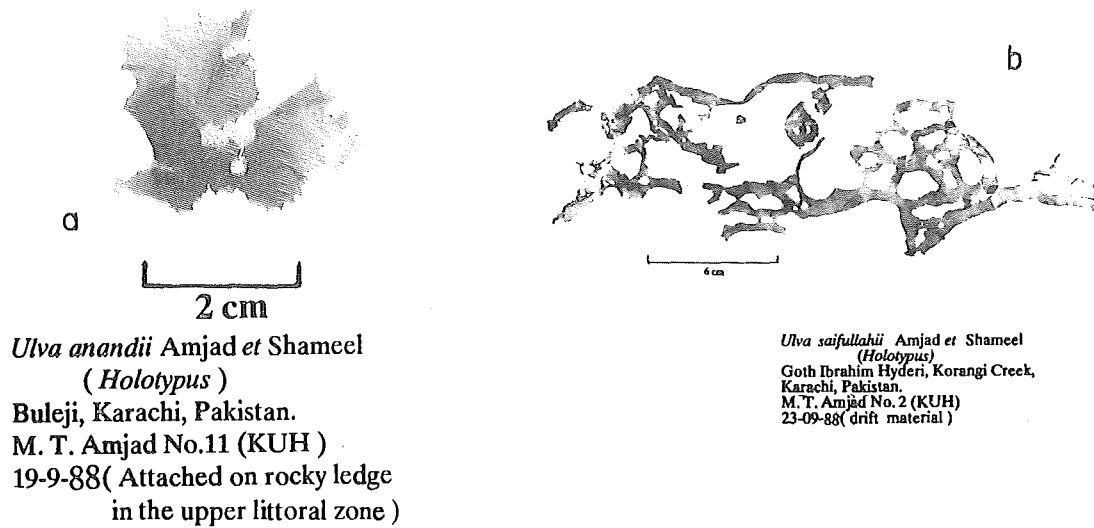 a
2 cm
Ulva anandii Amjad et Shameel
( Holotypus )
Buleji, Karachi, Pakistan.
M. T. Amjad No.11 (KUH )
19-9-88( Attached on rocky ledge
in the upper littoral zone )
b
6 cm
Ulva saifullahii Amjad et Shameel
(Holotypus)
Goth Ibrahim Hyderi, Korangi Creek,
Karachi, Pakistan.
M. T. Amjad No. 2 (KUH)
23-09-88( drift material )